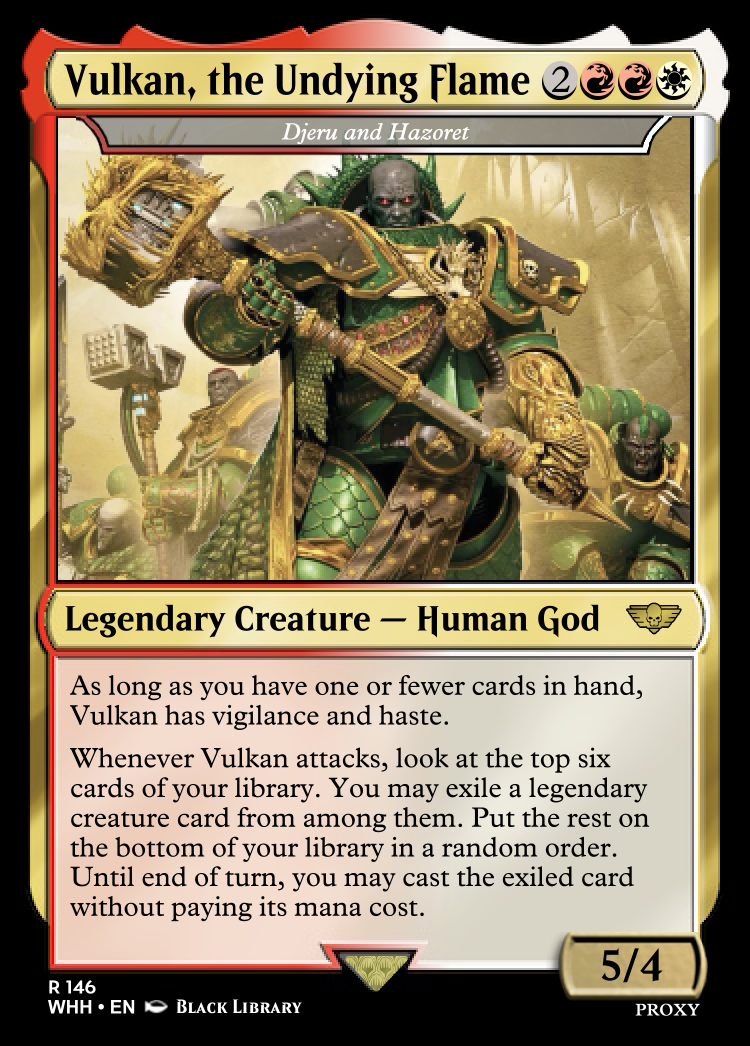 Vulkan, the Undying Flame 2
Djeru and Hazoret
Legendary Creature — Human God
As long as you have one or fewer cards in hand,
Vulkan has vigilance and haste.
Whenever Vulkan attacks, look at the top six
cards of your library. You may exile a legendary
creature card from among them. Put the rest on
the bottom of your library in a random order.
Until end of turn, you may cast the exiled card
without paying its mana cost.
5/4
R 146
WHH • EN Black Library
PROXY